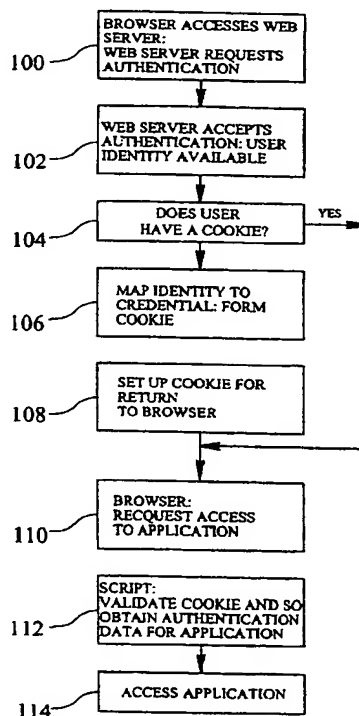 BROWSER ACCESSES WEB
SERVER:
WEB SERVER REQUESTS
AUTHENTICATION
100
WEB SERVER ACCEPTS
AUTHENTICATION: USER
IDENTITY AVAILABLE
102
DOES USER
HAVE A COOKIE?
YES
104
MAP IDENTITY TO
CREDENTIAL: FORM
COOKIE
106
SET UP COOKIE FOR
RETURN
TO BROWSER
108
BROWSER:
RECQUEST ACCESS
TO APPLICATION
110
SCRIPT:
VALIDATE COOKIE AND SO
OBTAIN AUTHENTICATION
DATA FOR APPLICATION
112
ACCESS APPLICATION
114